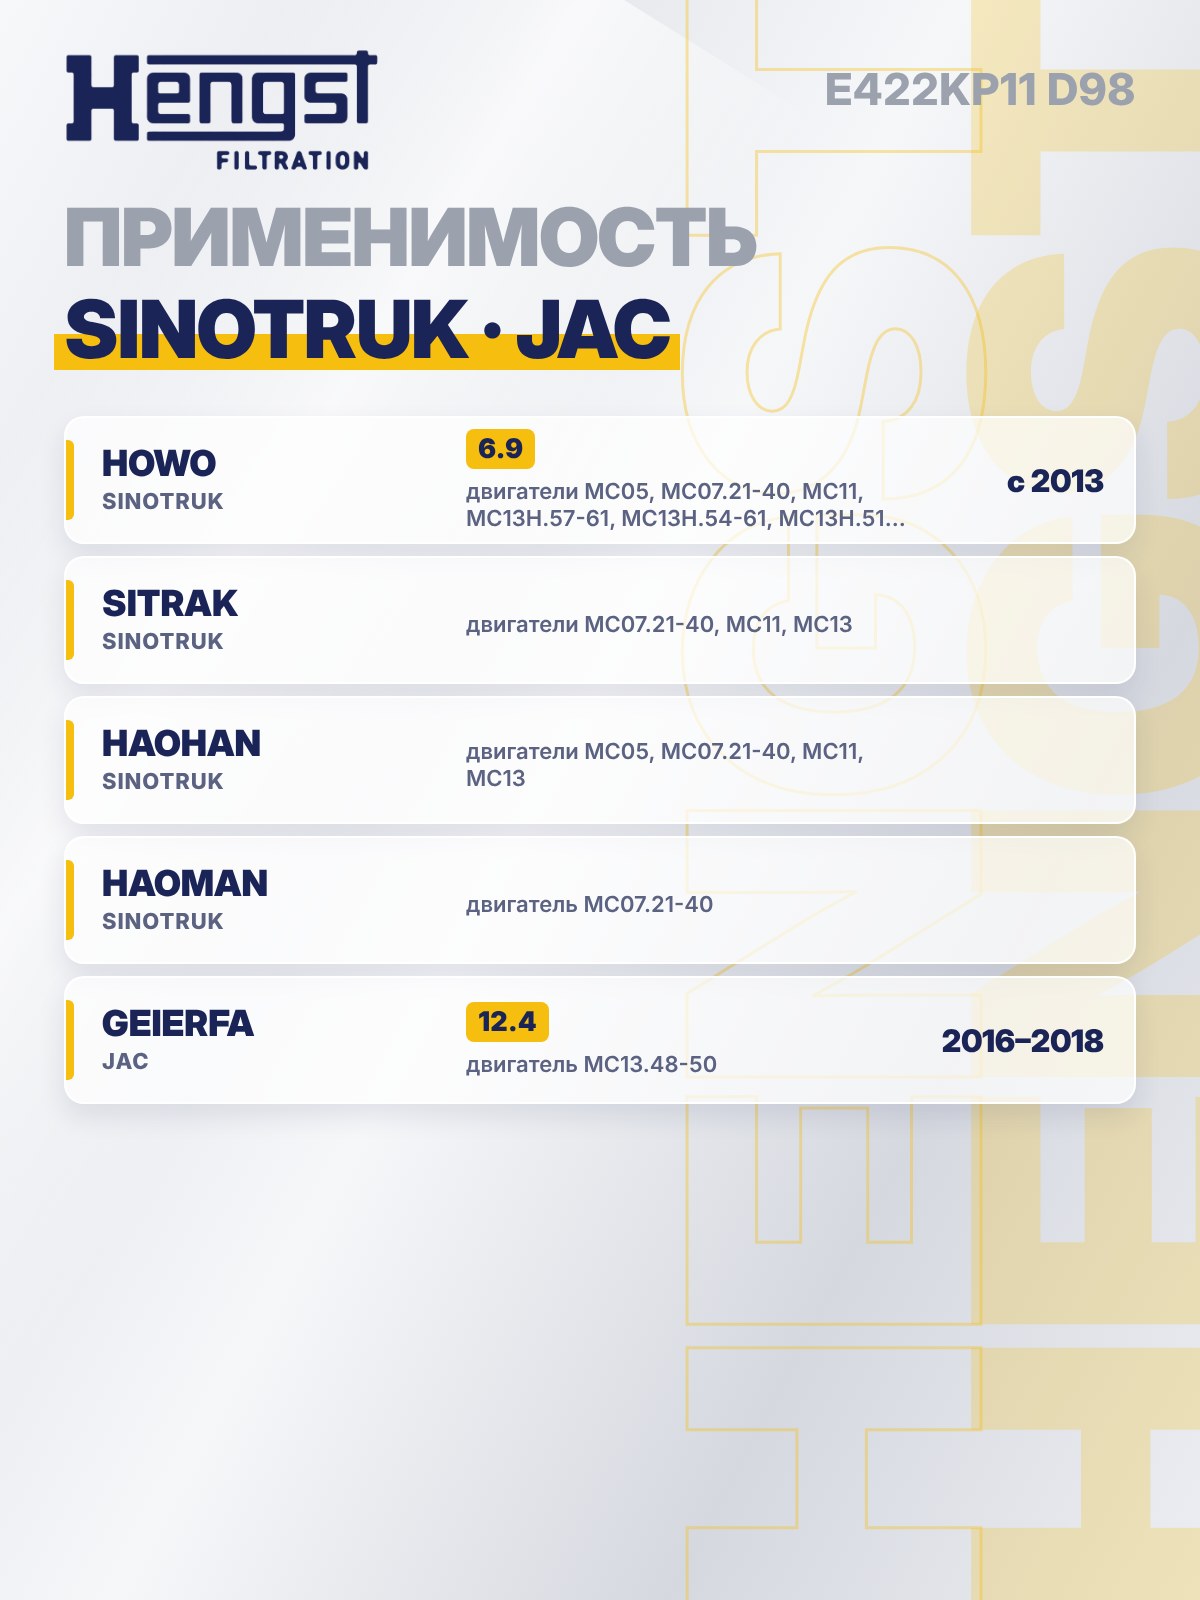 Hengst
FILTRATION
E422KP11 D98
ПРИМЕНИМОСТЬ
SINOTRUK · JAC
HOWO
SINOTRUK
6.9
двигатели MC05, MC07.21-40, MC11,
MC13H.57-61, MC13H.54-61, MC13H.51...
с 2013
SITRAK
SINOTRUK
двигатели MC07.21-40, MC11, MC13
HAOHAN
SINOTRUK
двигатели MC05, MC07.21-40, MC11,
MC13
HAOMAN
SINOTRUK
двигатель MC07.21-40
GEIERFA
JAC
12.4
двигатель MC13.48-50
2016–2018
HENGST
HENGST